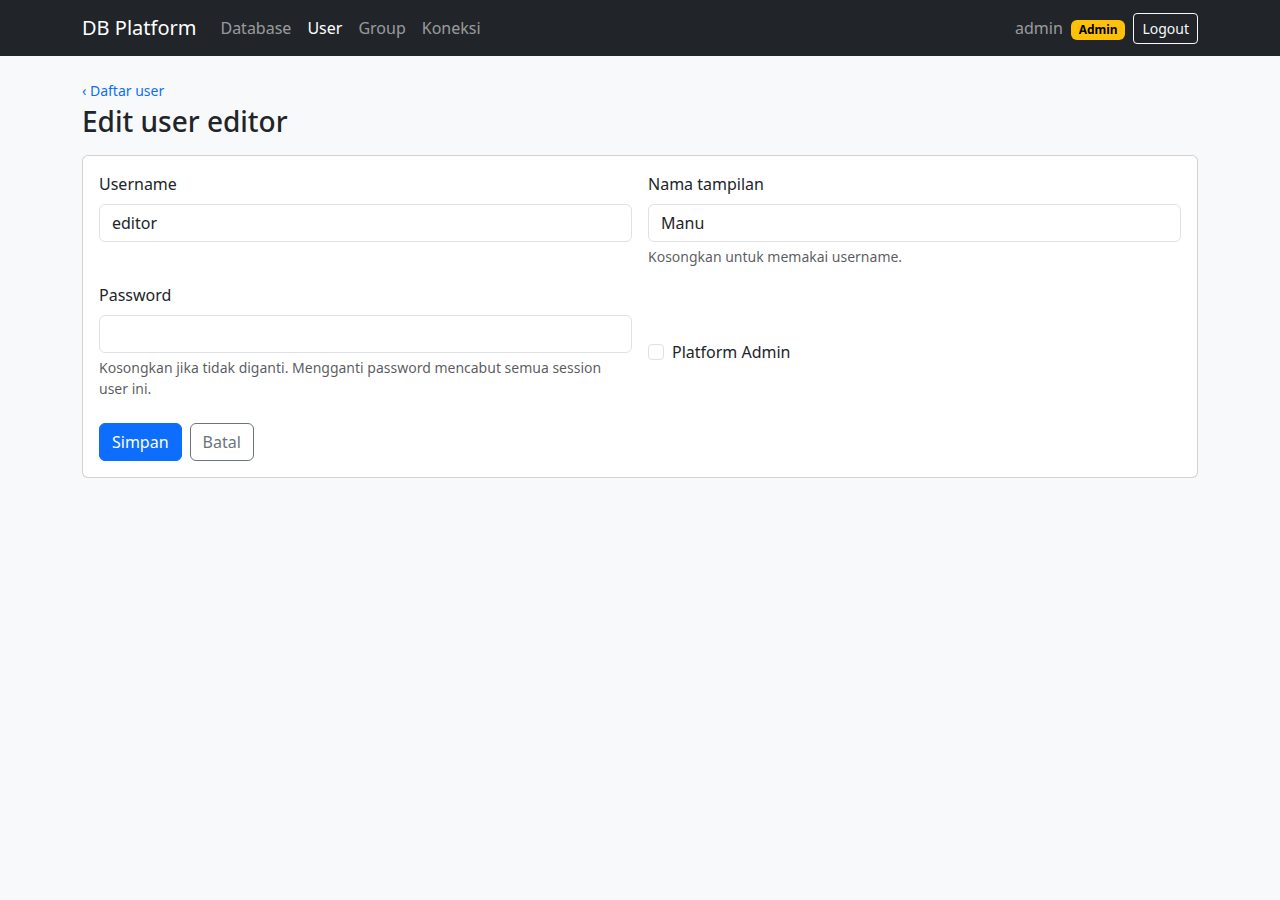 DB Platform Database User Group Koneksi admin Admin Logout
‹ Daftar user
Edit user editor
Username
editor
Nama tampilan
Manu
Kosongkan untuk memakai username.
Password
Kosongkan jika tidak diganti. Mengganti password mencabut semua session
user ini.
Platform Admin
Simpan Batal